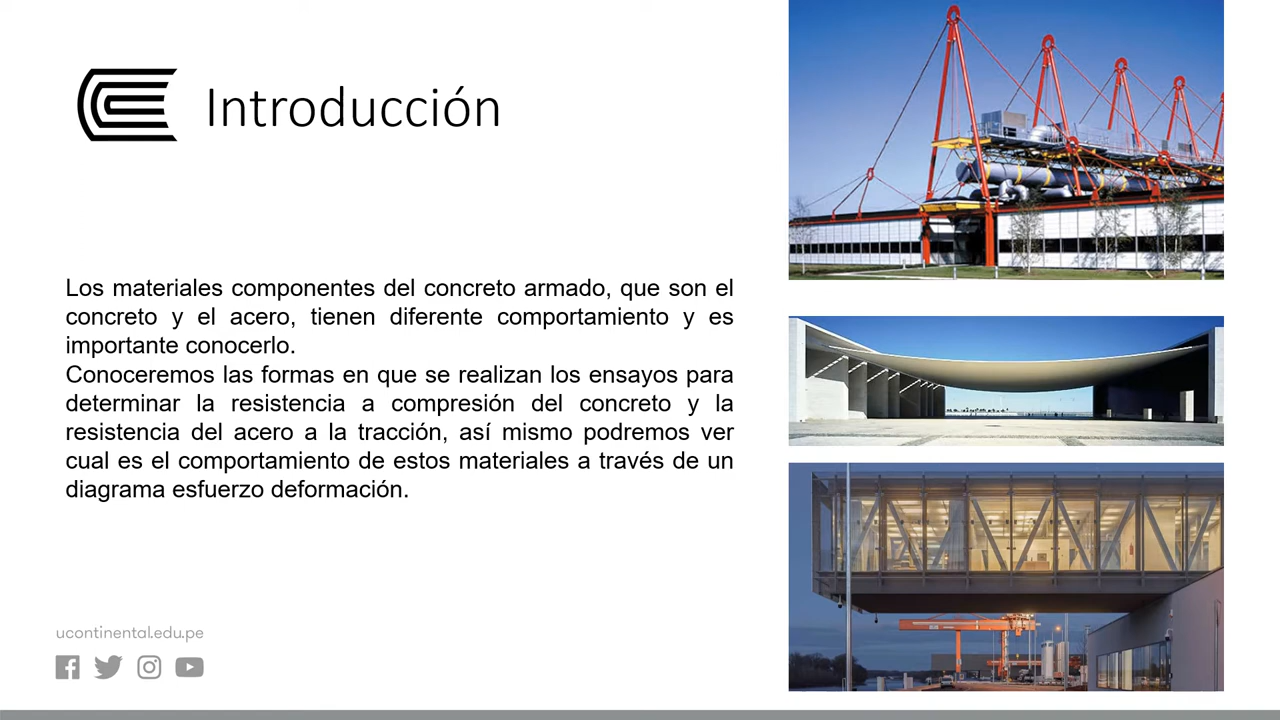 Introducción
Los materiales componentes del concreto armado, que son el
concreto y el acero, tienen diferente comportamiento y es
importante conocerlo.
Conoceremos las formas en que se realizan los ensayos para
determinar la resistencia a compresión del concreto y la
resistencia del acero a la tracción, así mismo podremos ver
cual es el comportamiento de estos materiales a través de un
diagrama esfuerzo deformación.
ucontinental.edu.pe